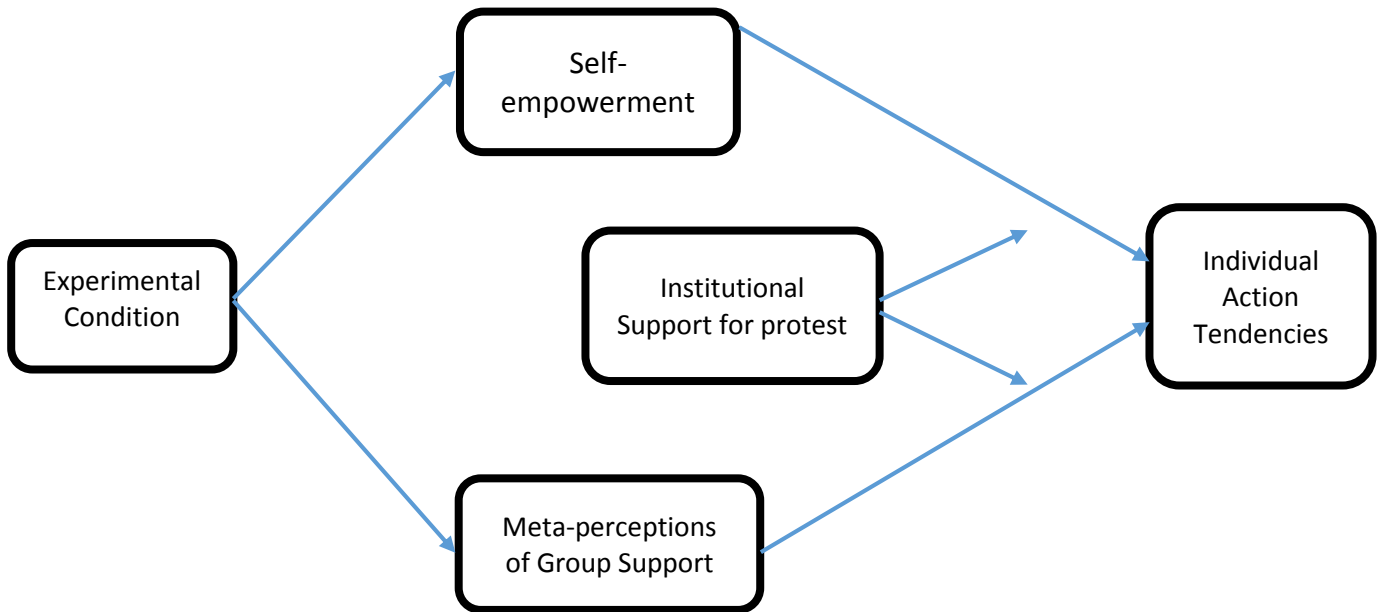 Self-
empowerment
Experimental
Condition
Institutional
Support for protest
Individual
Action
Tendencies
Meta-perceptions
of Group Support